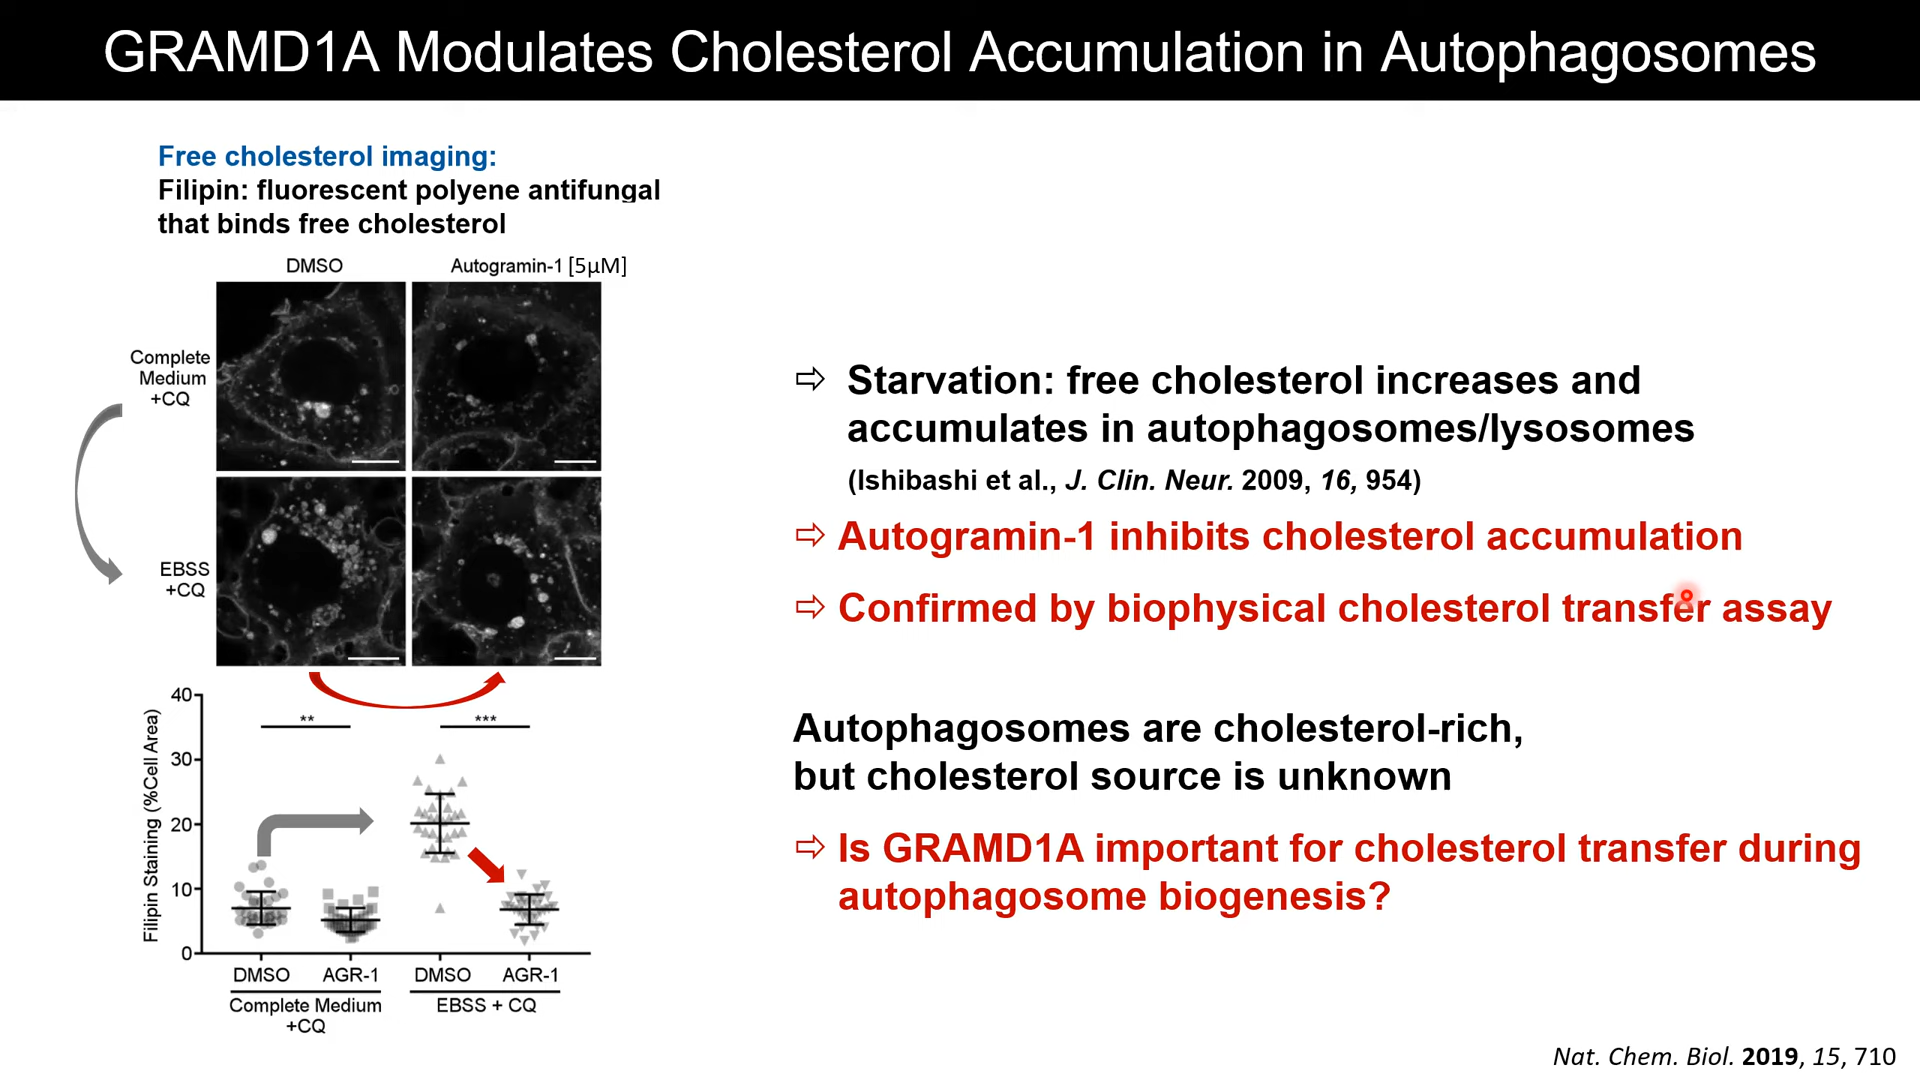 GRAMD1A Modulates Cholesterol Accumulation in Autophagosomes
Free cholesterol imaging:
Filipin: fluorescent polyene antifungal
that binds free cholesterol
DMSO
Autogramin-1 [5µM]
Complete
Medium
+CQ
EBSS
+CQ
Filipin Staining (%Cell Area)
40
30
20
10
0
**
***
DMSO
AGR-1
DMSO
AGR-1
Complete Medium
+CQ
EBSS + CQ
⇨ Starvation: free cholesterol increases and
accumulates in autophagosomes/lysosomes
(Ishibashi et al., J. Clin. Neur. 2009, 16, 954)
⇨ Autogramin-1 inhibits cholesterol accumulation
⇨ Confirmed by biophysical cholesterol transfer assay
Autophagosomes are cholesterol-rich,
but cholesterol source is unknown
⇨ Is GRAMD1A important for cholesterol transfer during
autophagosome biogenesis?
Nat. Chem. Biol. 2019, 15, 710